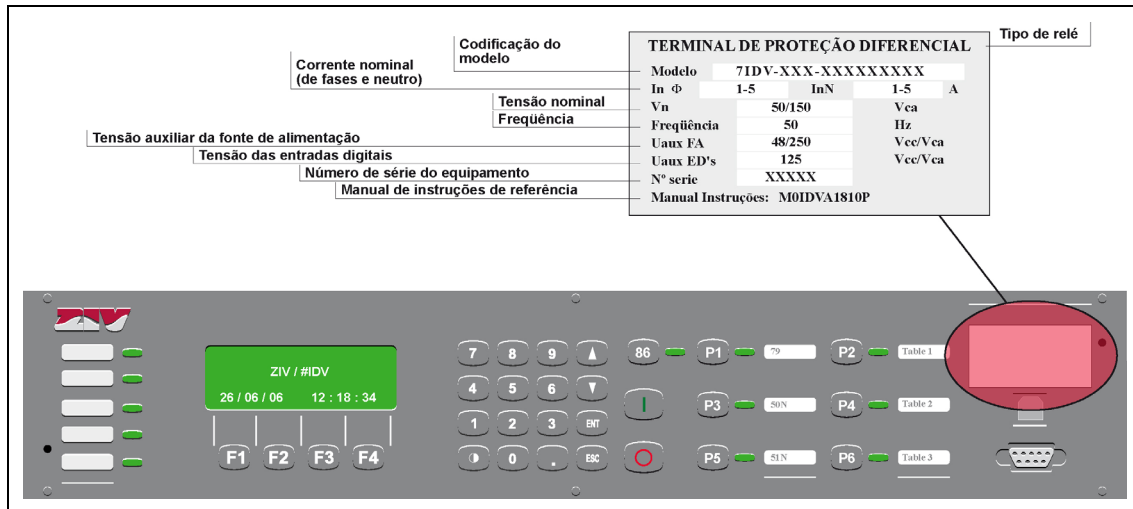 Tipo de relé
Codificação do
modelo
Corrente nominal
(de fases e neutro)
Tensão nominal
Freqüência
Tensão auxiliar da fonte de alimentação
Tensão das entradas digitais
Número de série do equipamento
Manual de instruções de referência
TERMINAL DE PROTEÇÃO DIFERENCIAL
Modelo 7IDV-XXX-XXXXXXXXX
In Φ 1-5 InN 1-5 A
Vn 50/150 Vca
Freqüência 50 Hz
Uaux FA 48/250 Vcc/Vca
Uaux ED's 125 Vcc/Vca
Nº serie XXXXX
Manual Instruções: M0IDVA1810P
ZIV
ZIV / #IDV
26 / 06 / 06 12 : 18 : 34
F1 F2 F3 F4
7 8 9
4 5 6
1 2 3 ENT
0 . ESC
86 P1 79 P2 Table 1
P3 50N P4 Table 2
P5 51N P6 Table 3